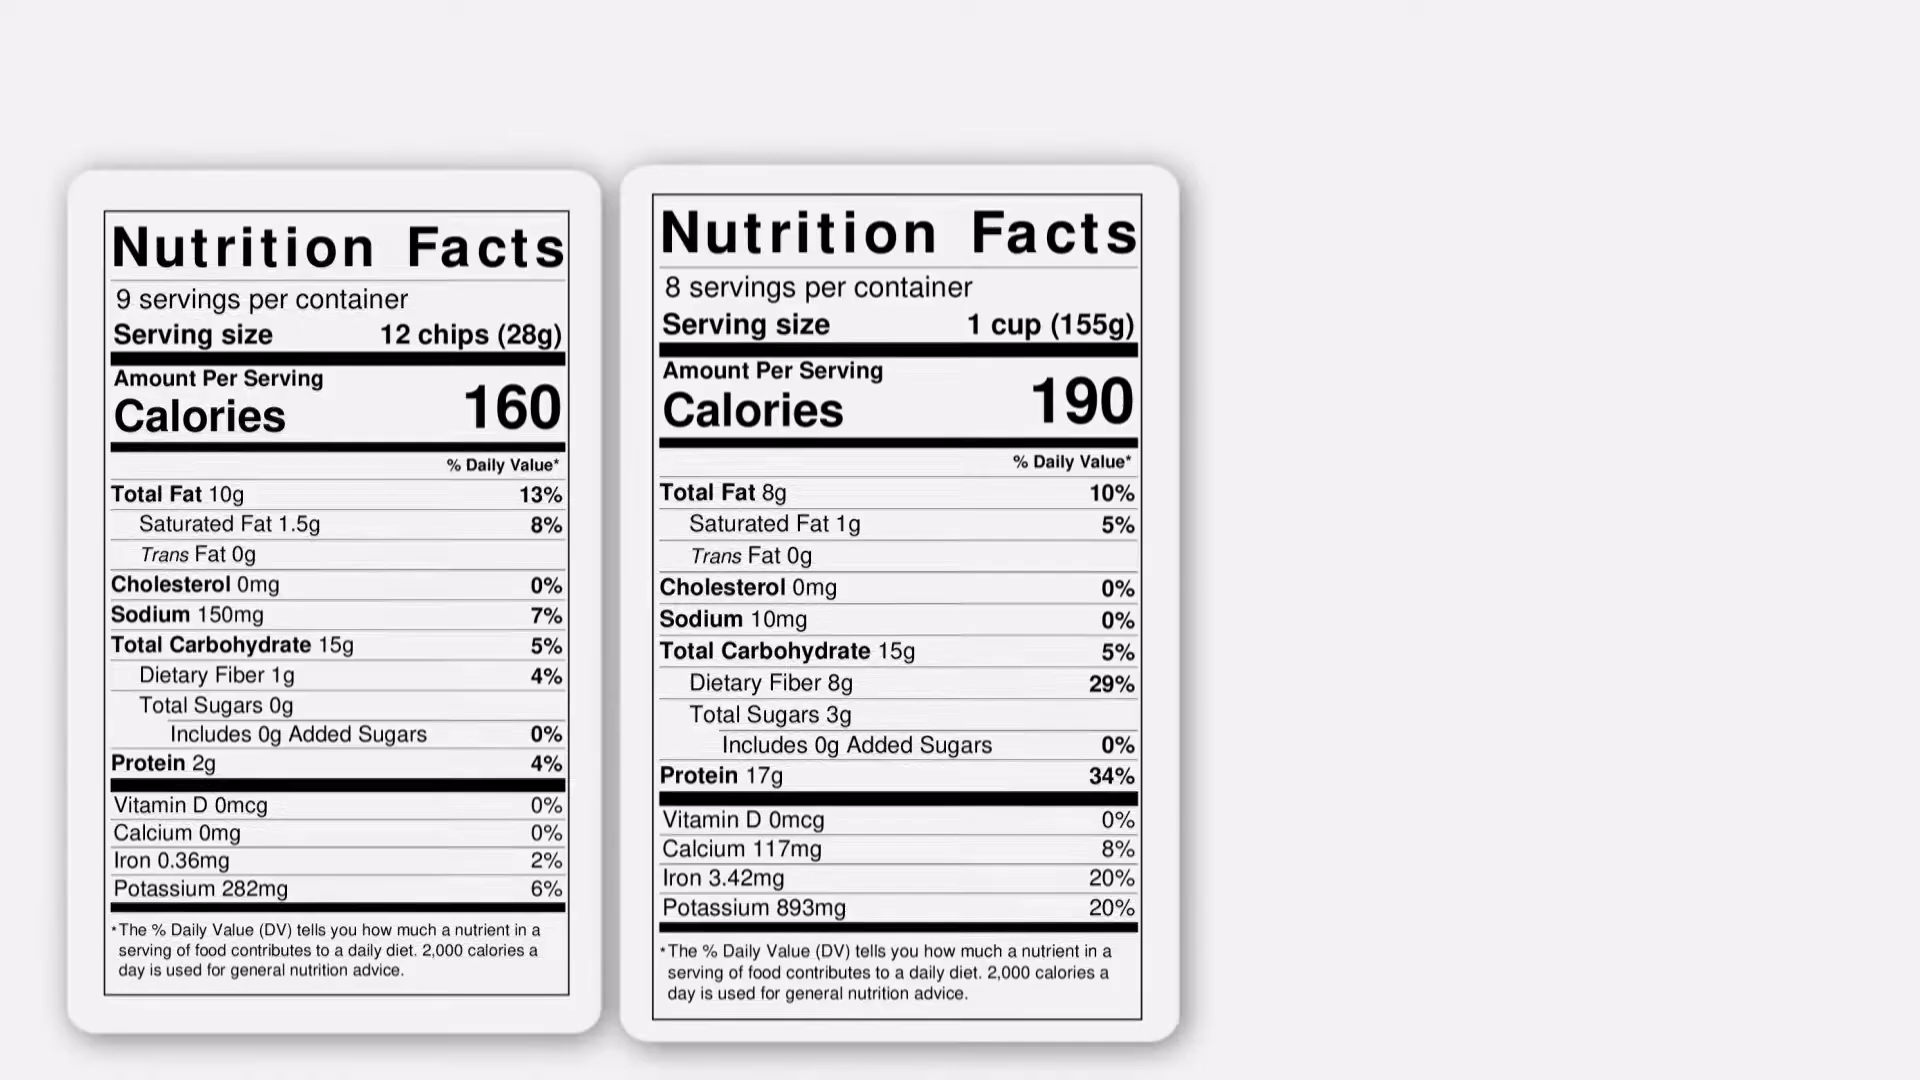 Nutrition Facts
9 servings per container
Serving size 12 chips (28g)
Amount Per Serving
Calories 160
% Daily Value*
Total Fat 10g 13%
Saturated Fat 1.5g 8%
Trans Fat 0g
Cholesterol 0mg 0%
Sodium 150mg 7%
Total Carbohydrate 15g 5%
Dietary Fiber 1g 4%
Total Sugars 0g
Includes 0g Added Sugars 0%
Protein 2g 4%
Vitamin D 0mcg 0%
Calcium 0mg 0%
Iron 0.36mg 2%
Potassium 282mg 6%
*The % Daily Value (DV) tells you how much a nutrient in a
serving of food contributes to a daily diet. 2,000 calories a
day is used for general nutrition advice.
Nutrition Facts
8 servings per container
Serving size 1 cup (155g)
Amount Per Serving
Calories 190
% Daily Value*
Total Fat 8g 10%
Saturated Fat 1g 5%
Trans Fat 0g
Cholesterol 0mg 0%
Sodium 10mg 0%
Total Carbohydrate 15g 5%
Dietary Fiber 8g 29%
Total Sugars 3g
Includes 0g Added Sugars 0%
Protein 17g 34%
Vitamin D 0mcg 0%
Calcium 117mg 8%
Iron 3.42mg 20%
Potassium 893mg 20%
*The % Daily Value (DV) tells you how much a nutrient in a
serving of food contributes to a daily diet. 2,000 calories a
day is used for general nutrition advice.